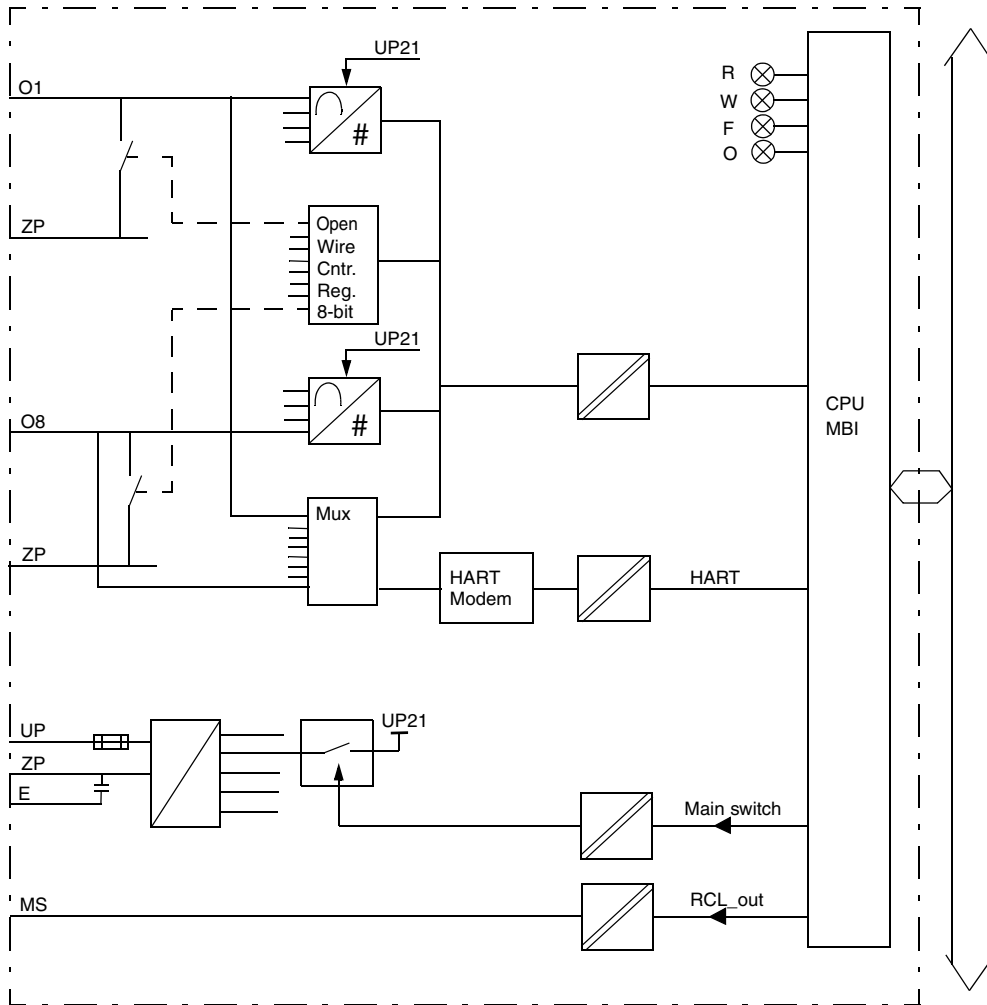 UP21
O1
#
R
W
F
O
ZP
Open
Wire
Cntr.
Reg.
8-bit
UP21
#
O8
CPU
MBI
Mux
ZP
HART
Modem
HART
UP
UP21
ZP
E
Main switch
MS
RCL_out